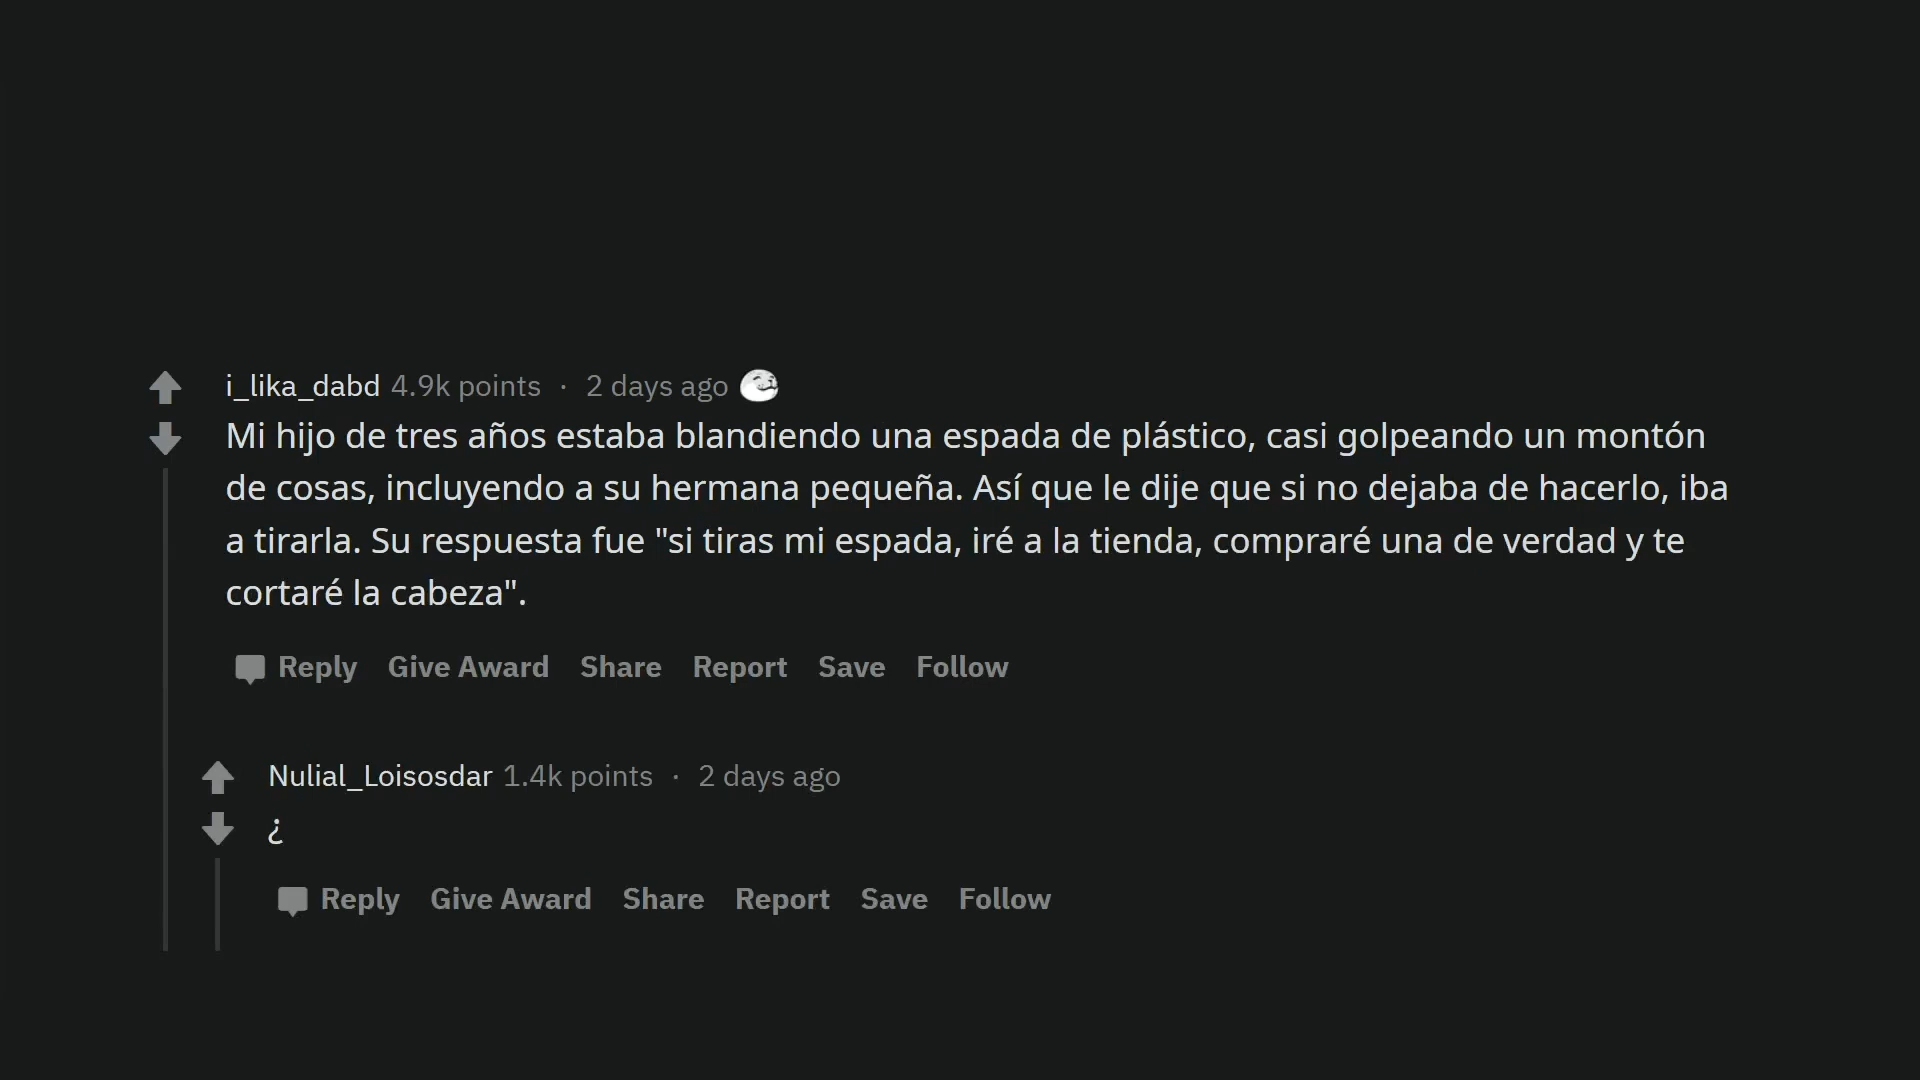 i_lika_dabd 4.9k points · 2 days ago
Mi hijo de tres años estaba blandiendo una espada de plástico, casi golpeando un montón
de cosas, incluyendo a su hermana pequeña. Así que le dije que si no dejaba de hacerlo, iba
a tirarla. Su respuesta fue "si tiras mi espada, iré a la tienda, compraré una de verdad y te
cortaré la cabeza".
Reply Give Award Share Report Save Follow
Nulial_Loisosdar 1.4k points · 2 days ago
¿
Reply Give Award Share Report Save Follow